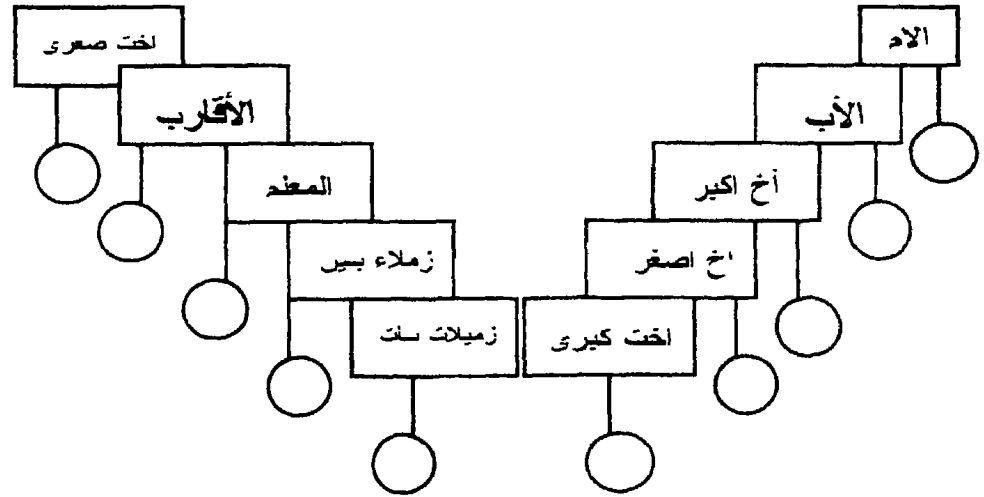 الام
الأب
أخ اكبر
اخ اصغر
اخت كبرى
زميلات بنات
زملاء بنين
المعلم
الأقارب
اخت صغرى